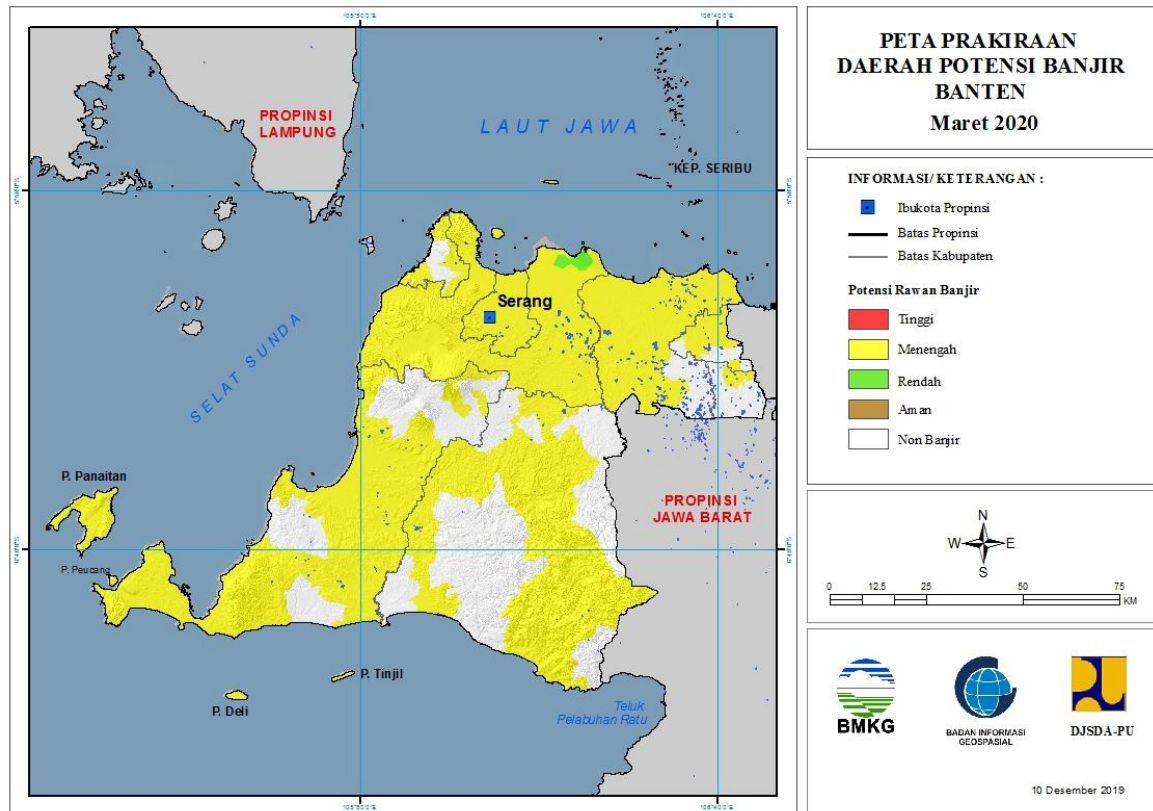 PROPINSI
LAMPUNG
LAUT JAWA
KEP. SERIBU
Serang
SELAT SUNDA
P. Panaitan
P. Peucang
PROPINSI
JAWA BARAT
P. Tinjil
P. Deli
Teluk
Pelabuhan Ratu
PETA PRAKIRAAN
DAERAH POTENSI BANJIR
BANTEN
Maret 2020
INFORMASI/ KETERANGAN :
Ibukota Propinsi
Batas Propinsi
Batas Kabupaten
Potensi Rawan Banjir
Tinggi
Menengah
Rendah
Aman
Non Banjir
N
W E
S
0 12.5 25 50 75
KM
BMKG
BADAN INFORMASI
GEOSPASIAL
DJSDA-PU
10 Desember 2019